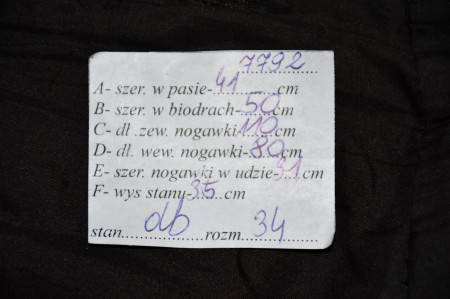 7792
A- szer. w pasie-41cm
B- szer. w biodrach-50cm
C- dł .zew. nogawki-110cm
D- dł. wew. nogawki-80cm
E- szer. nogawki w udzie-31cm
F- wys stanu-35cm
stan......db......rozm...34......